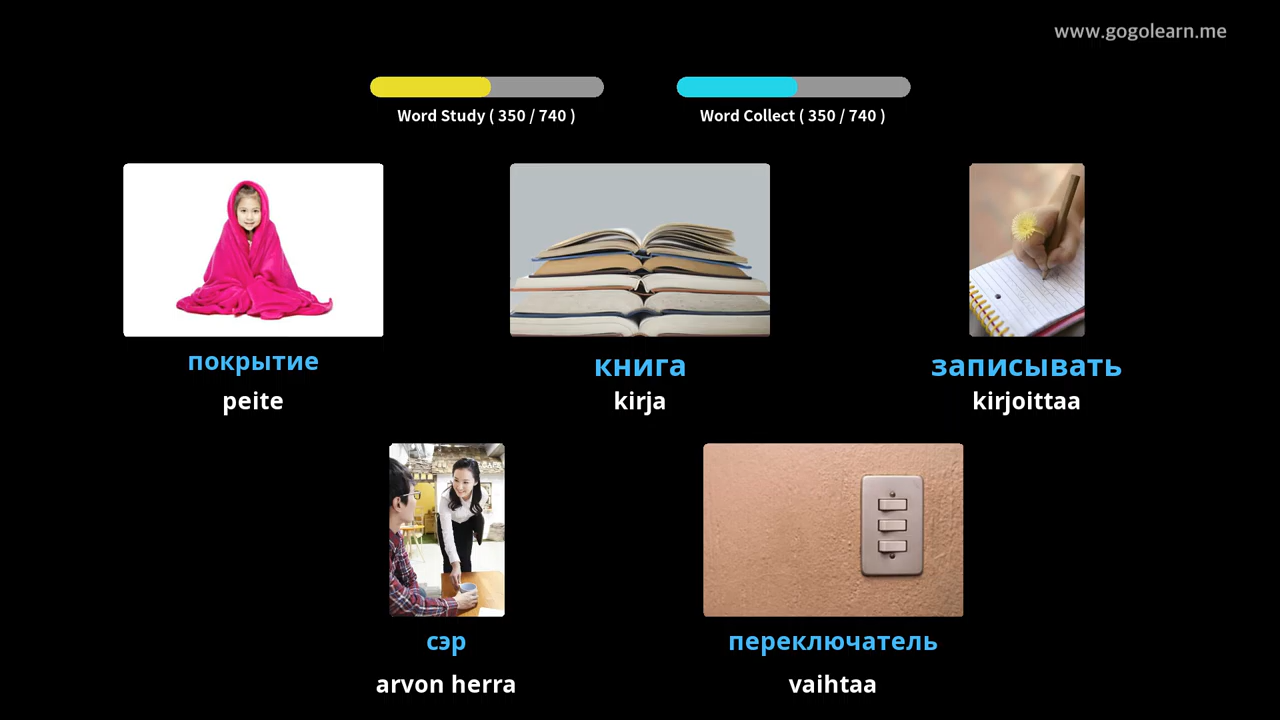 www.gogolearn.me
Word Study ( 350 / 740 )
Word Collect ( 350 / 740 )
покрытие
peite
книга
kirja
записывать
kirjoittaa
сэр
arvon herra
переключатель
vaihtaa